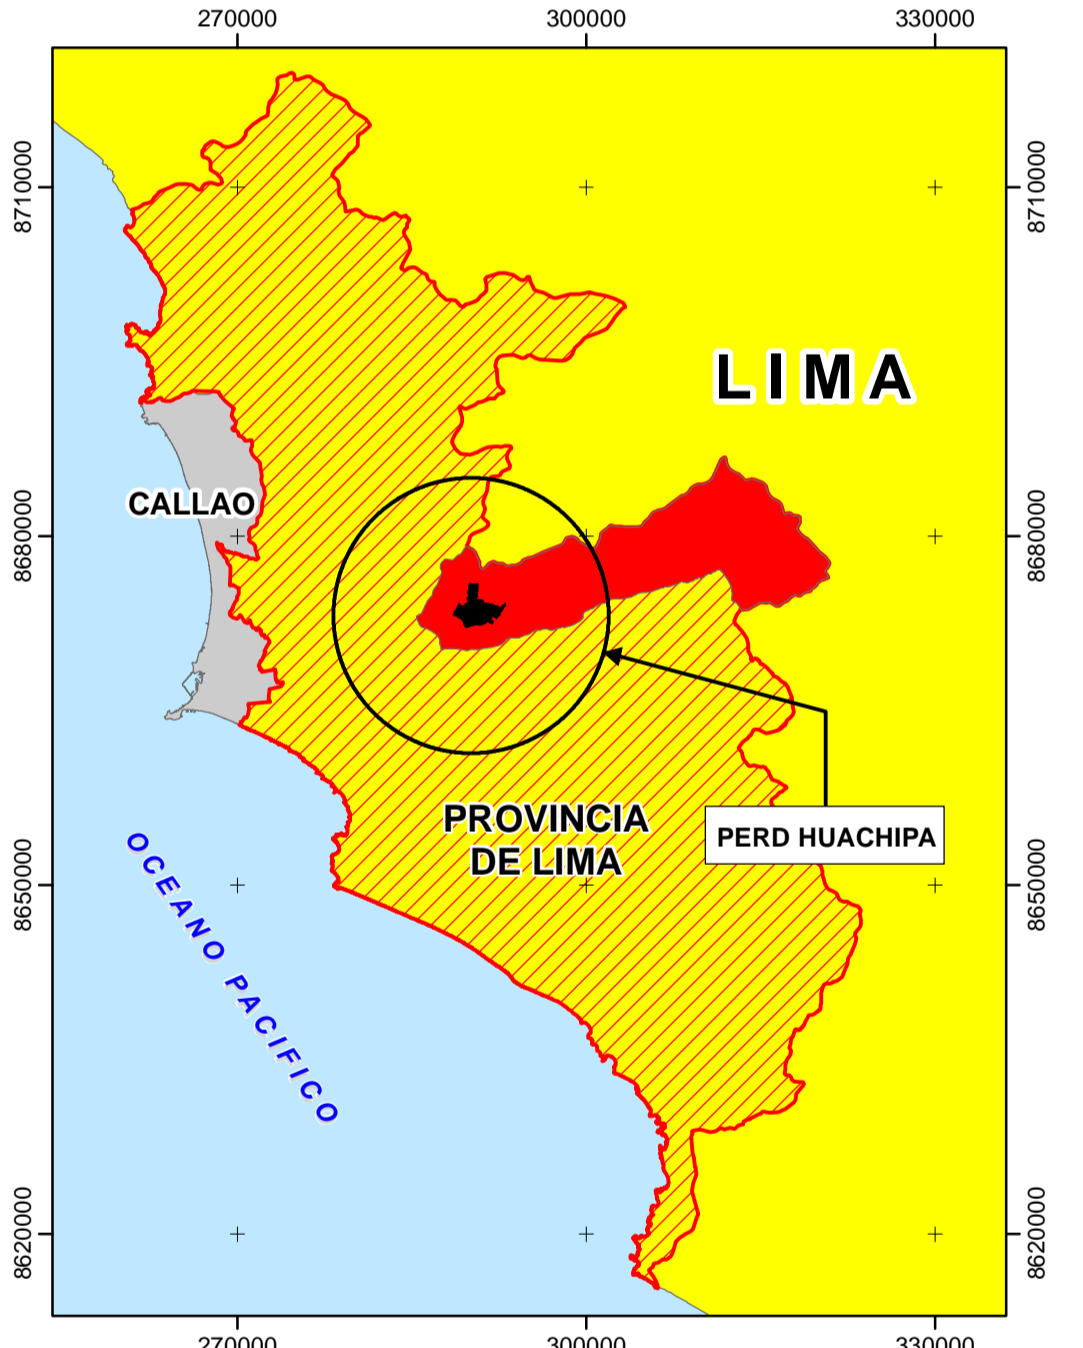 270000 300000 330000
8710000 8710000
LIMA
CALLAO
8680000 8680000
PROVINCIA
DE LIMA
PERD HUACHIPA
8650000 8650000
OCEANO PACIFICO
8620000 8620000
270000 300000 330000